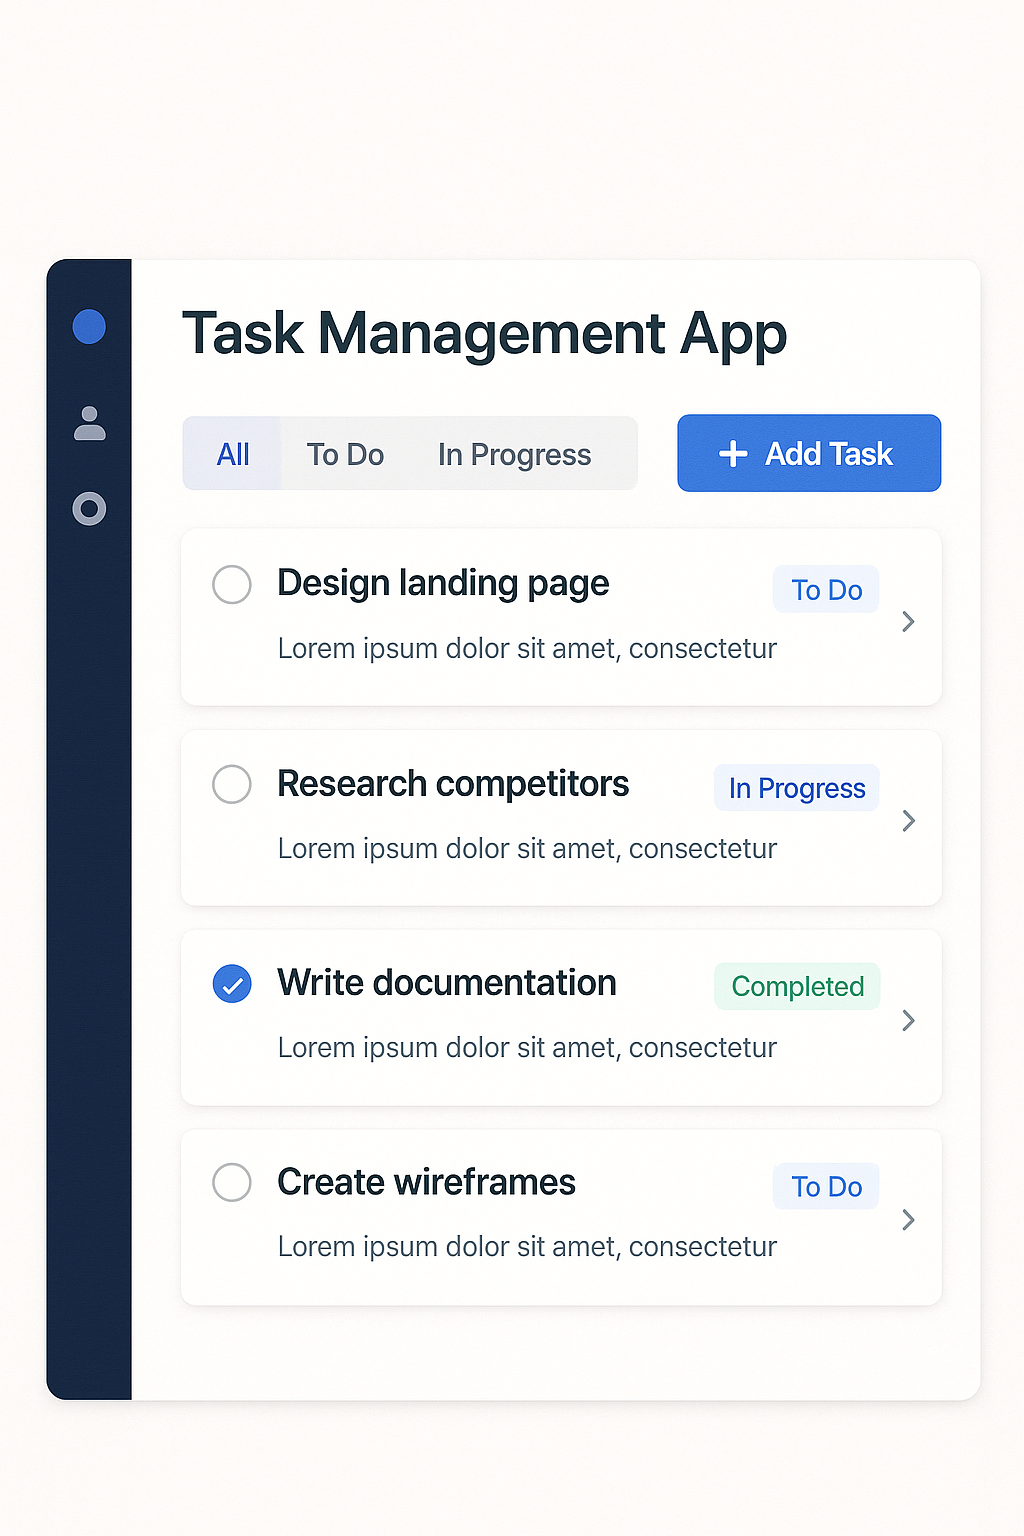 Task Management App
All To Do In Progress + Add Task
Design landing page To Do
Lorem ipsum dolor sit amet, consectetur
Research competitors In Progress
Lorem ipsum dolor sit amet, consectetur
Write documentation Completed
Lorem ipsum dolor sit amet, consectetur
Create wireframes To Do
Lorem ipsum dolor sit amet, consectetur